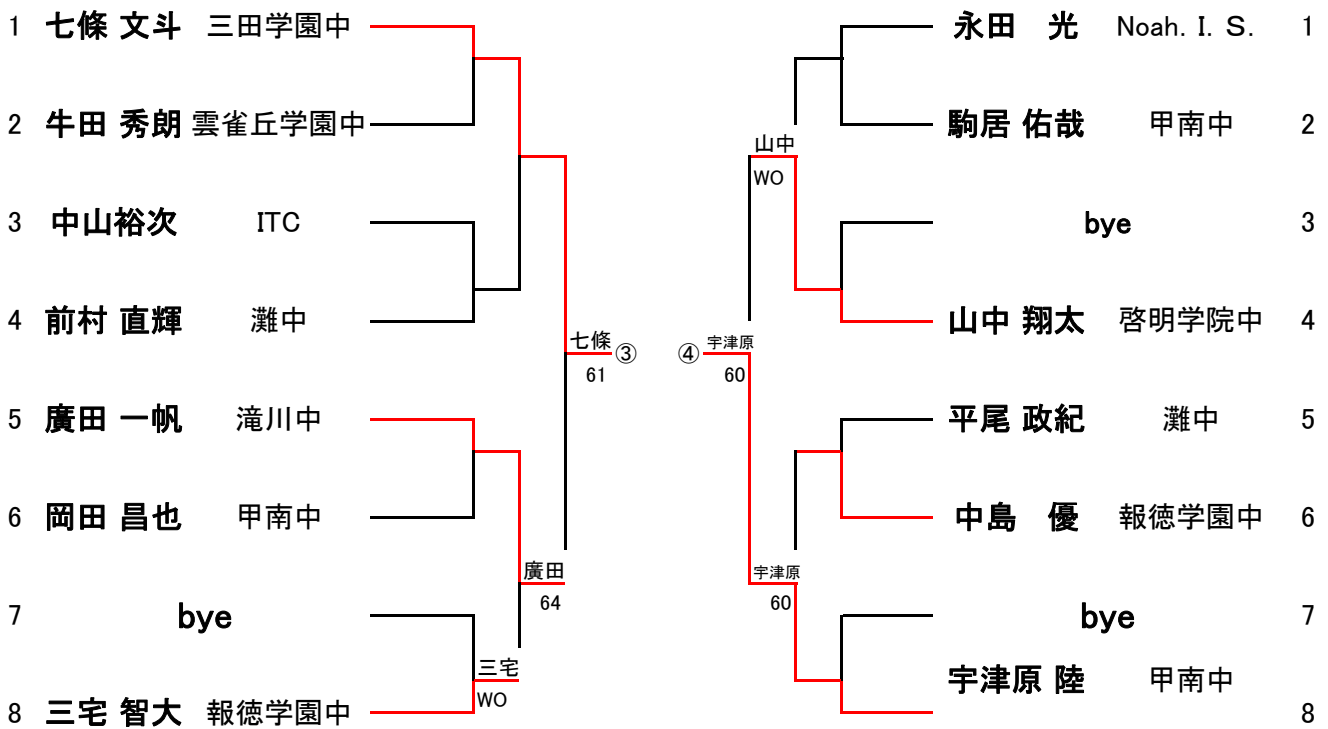 1 七條 文斗 三田学園中
2 牛田 秀朗 雲雀丘学園中
3 中山裕次 ITC
4 前村 直輝 灘中
七條 ③
61
5 廣田 一帆 滝川中
6 岡田 昌也 甲南中
廣田
64
7 bye
三宅
WO
8 三宅 智大 報徳学園中
永田 光 Noah. I. S. 1
駒居 佑哉 甲南中 2
山中
WO
bye 3
山中 翔太 啓明学院中 4
④ 宇津原
60
平尾 政紀 灘中 5
中島 優 報徳学園中 6
宇津原
60
bye 7
宇津原 陸 甲南中
8